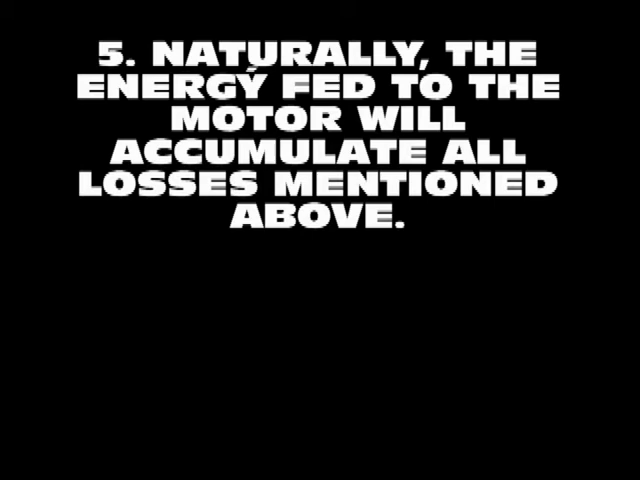 5. NATURALLY, THE
ENERGÝ FED TO THE
MOTOR WILL
ACCUMULATE ALL
LOSSES MENTIONED
ABOVE.